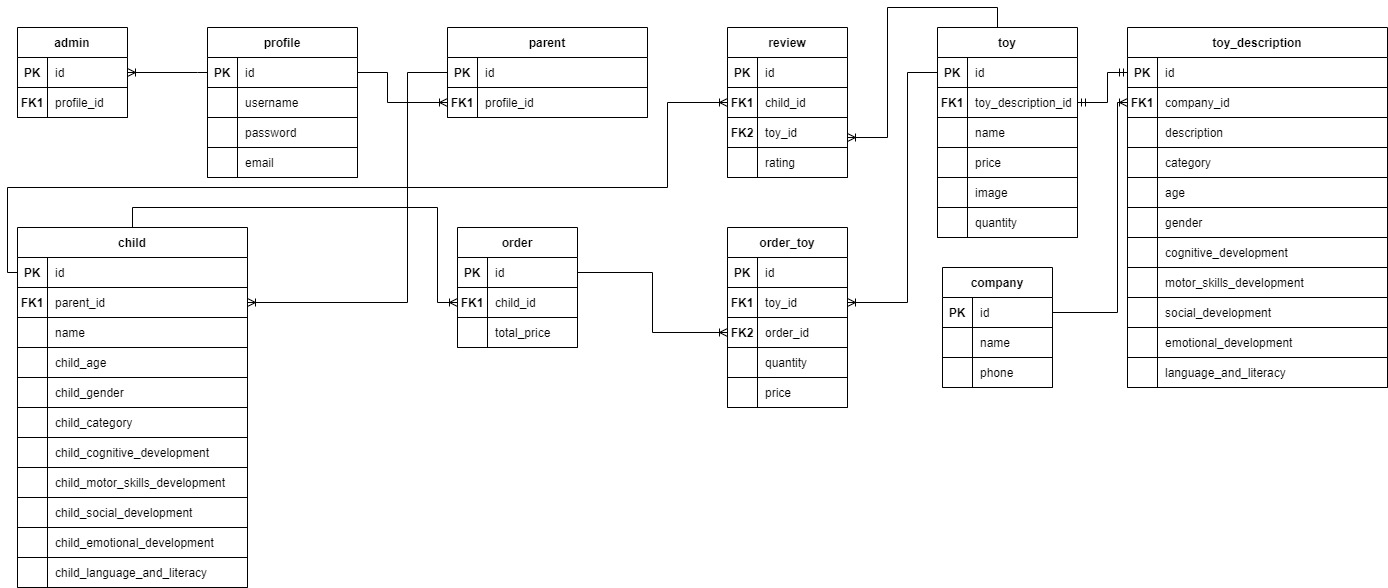 admin
PK id
FK1 profile_id
profile
PK id
username
password
email
parent
PK id
FK1 profile_id
review
PK id
FK1 child_id
FK2 toy_id
rating
toy
PK id
FK1 toy_description_id
name
price
image
quantity
toy_description
PK id
FK1 company_id
description
category
age
gender
cognitive_development
motor_skills_development
social_development
emotional_development
language_and_literacy
child
PK id
FK1 parent_id
name
child_age
child_gender
child_category
child_cognitive_development
child_motor_skills_development
child_social_development
child_emotional_development
child_language_and_literacy
order
PK id
FK1 child_id
total_price
order_toy
PK id
FK1 toy_id
FK2 order_id
quantity
price
company
PK id
name
phone